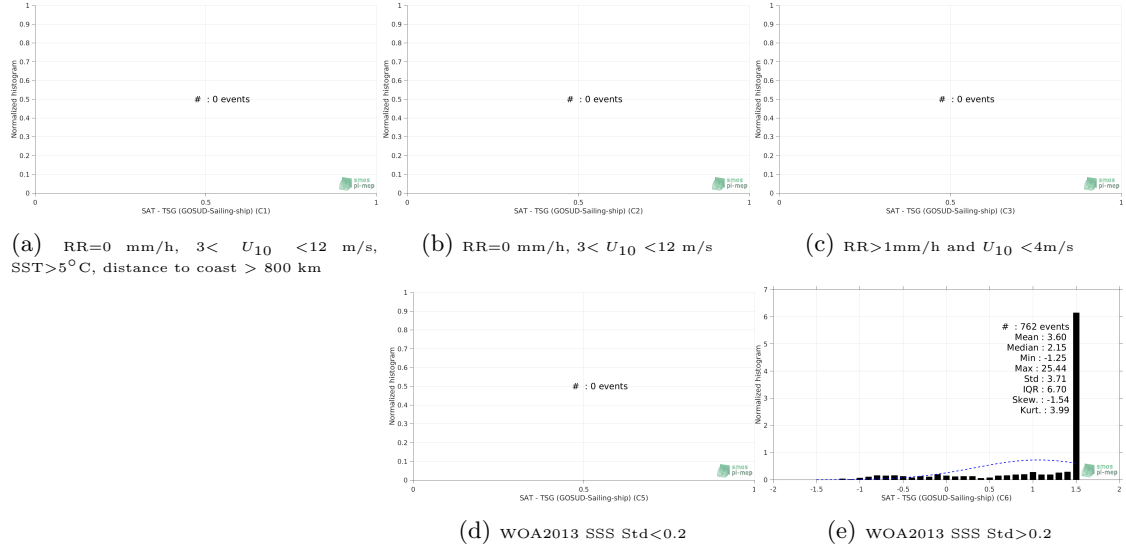 1
0.9
0.8
0.7
0.6
0.5
0.4
0.3
0.2
0.1
0
Normalized histogram
# : 0 events
smos
pi-mep
0 0.5 1
SAT - TSG (GOSUD-Sailing-ship) (C1)
(a) RR=0 mm/h, 3< U10 <12 m/s,
SST>5°C, distance to coast > 800 km
1
0.9
0.8
0.7
0.6
0.5
0.4
0.3
0.2
0.1
0
Normalized histogram
# : 0 events
smos
pi-mep
0 0.5 1
SAT - TSG (GOSUD-Sailing-ship) (C2)
(b) RR=0 mm/h, 3< U10 <12 m/s
1
0.9
0.8
0.7
0.6
0.5
0.4
0.3
0.2
0.1
0
Normalized histogram
# : 0 events
smos
pi-mep
0 0.5 1
SAT - TSG (GOSUD-Sailing-ship) (C3)
(c) RR>1mm/h and U10 <4m/s
1
0.9
0.8
0.7
0.6
0.5
0.4
0.3
0.2
0.1
0
Normalized histogram
# : 0 events
smos
pi-mep
0 0.5 1
SAT - TSG (GOSUD-Sailing-ship) (C5)
(d) WOA2013 SSS Std<0.2
7
6
5
4
3
2
1
0
Normalized histogram
# : 762 events
Mean : 3.60
Median : 2.15
Min : -1.25
Max : 25.44
Std : 3.71
IQR : 6.70
Skew. : -1.54
Kurt. : 3.99
smos
pi-mep
-2 -1.5 -1 -0.5 0 0.5 1 1.5 2
SAT - TSG (GOSUD-Sailing-ship) (C6)
(e) WOA2013 SSS Std>0.2